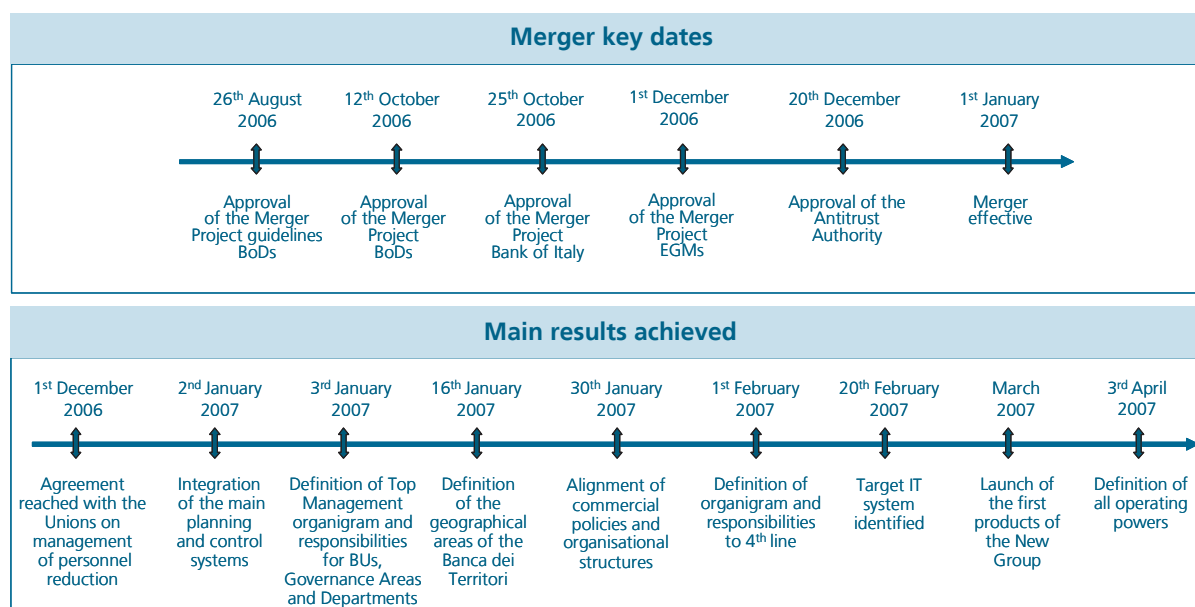 Merger key dates
26th August
2006
12th October
2006
25th October
2006
1st December
2006
20th December
2006
1st January
2007
Approval
of the Merger
Project guidelines
BoDs
Approval
of the Merger
Project
BoDs
Approval
of the Merger
Project
Bank of Italy
Approval
of the Merger
Project
EGMs
Approval of the
Antitrust
Authority
Merger
effective
Main results achieved
1st December
2006
2nd January
2007
3rd January
2007
16th January
2007
30th January
2007
1st February
2007
20th February
2007
March
2007
3rd April
2007
Agreement
reached with the
Unions on
management
of personnel
reduction
Integration
of the main
planning
and control
systems
Definition of Top
Management
organigram and
responsibilities
for BUs,
Governance Areas
and Departments
Definition
of the
geographical
areas of the
Banca dei
Territori
Alignment of
commercial
policies and
organisational
structures
Definition of
organigram and
responsibilities
to 4th line
Target IT
system
identified
Launch of
the first
products of
the New
Group
Definition of
all operating
powers